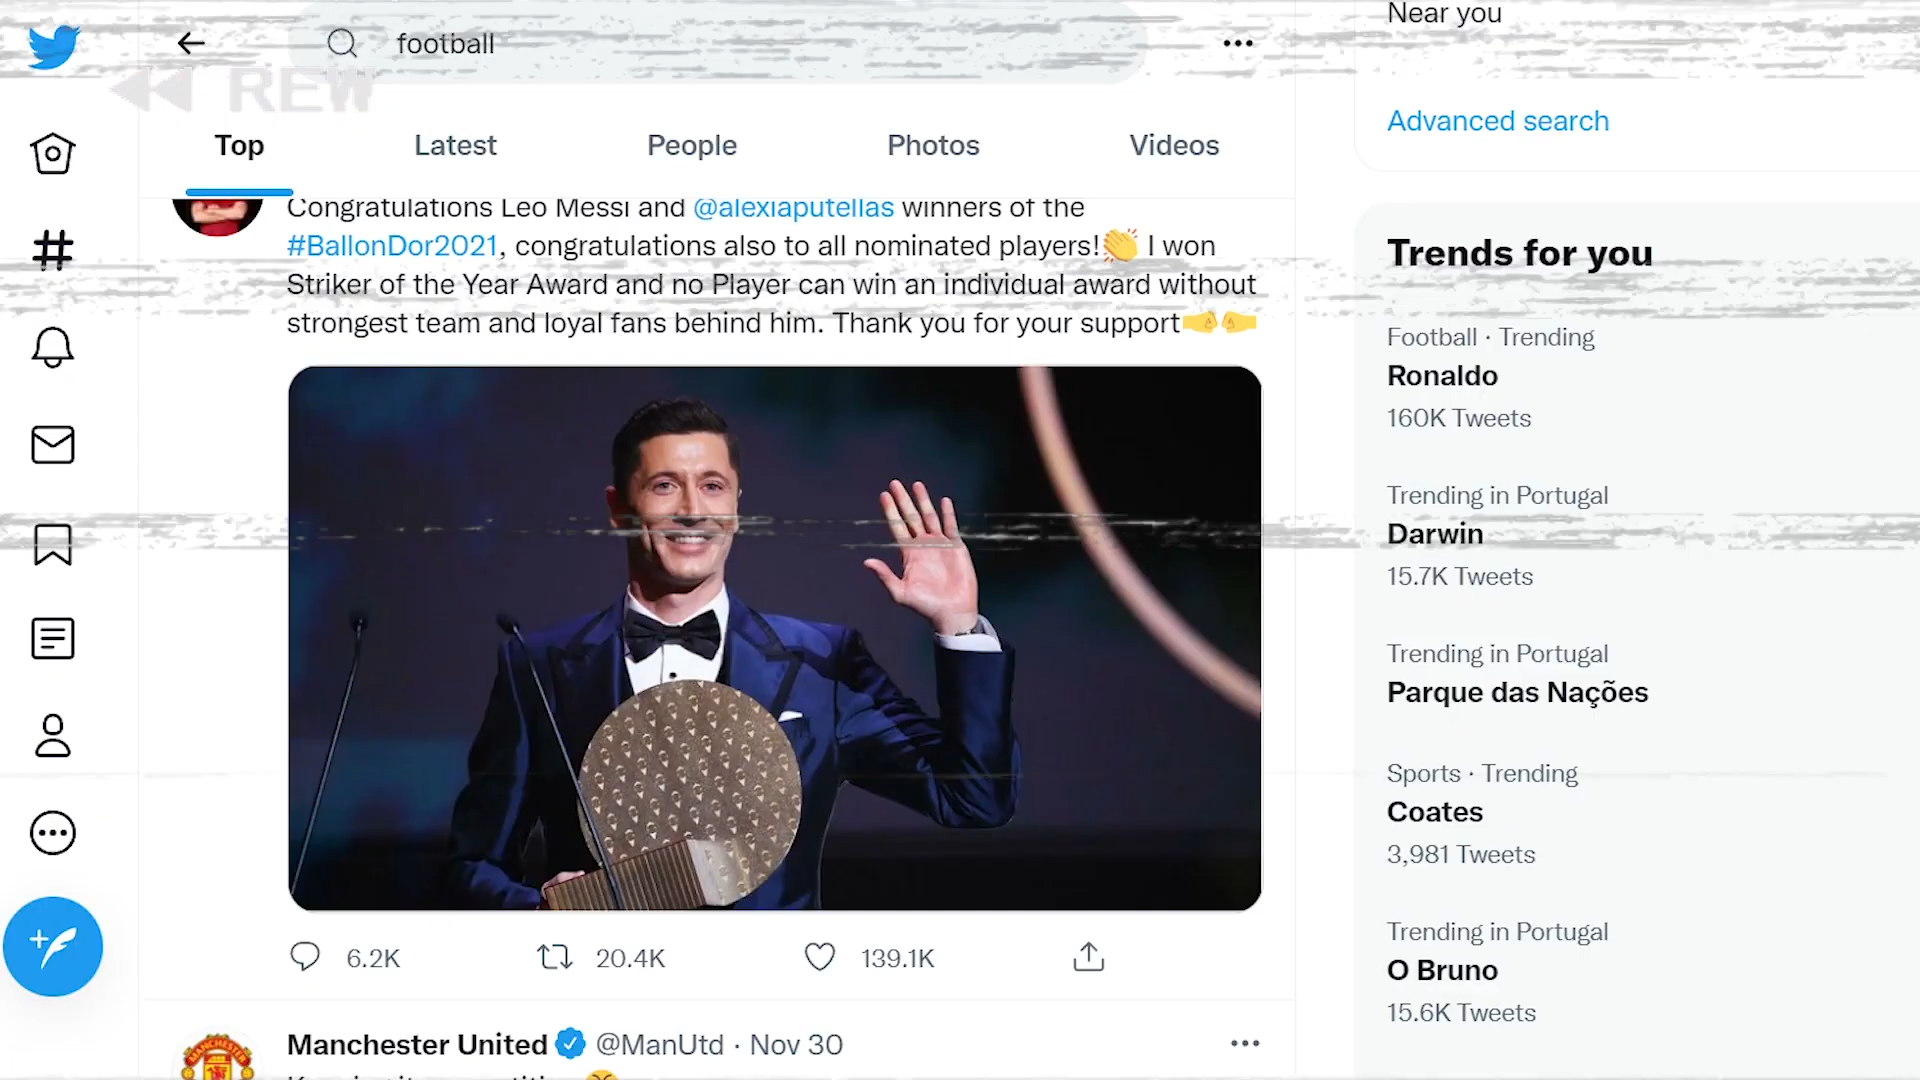 football
REW
Top
Latest
People
Photos
Videos
Congratulations Leo Messi and @alexiaputellas winners of the
#BallonDor2021, congratulations also to all nominated players!👏 I won
Striker of the Year Award and no Player can win an individual award without
strongest team and loyal fans behind him. Thank you for your support🤜🤛
6.2K
20.4K
139.1K
Manchester United @ManUtd · Nov 30
Near you
Advanced search
Trends for you
Football · Trending
Ronaldo
160K Tweets
Trending in Portugal
Darwin
15.7K Tweets
Trending in Portugal
Parque das Nações
Sports · Trending
Coates
3,981 Tweets
Trending in Portugal
O Bruno
15.6K Tweets